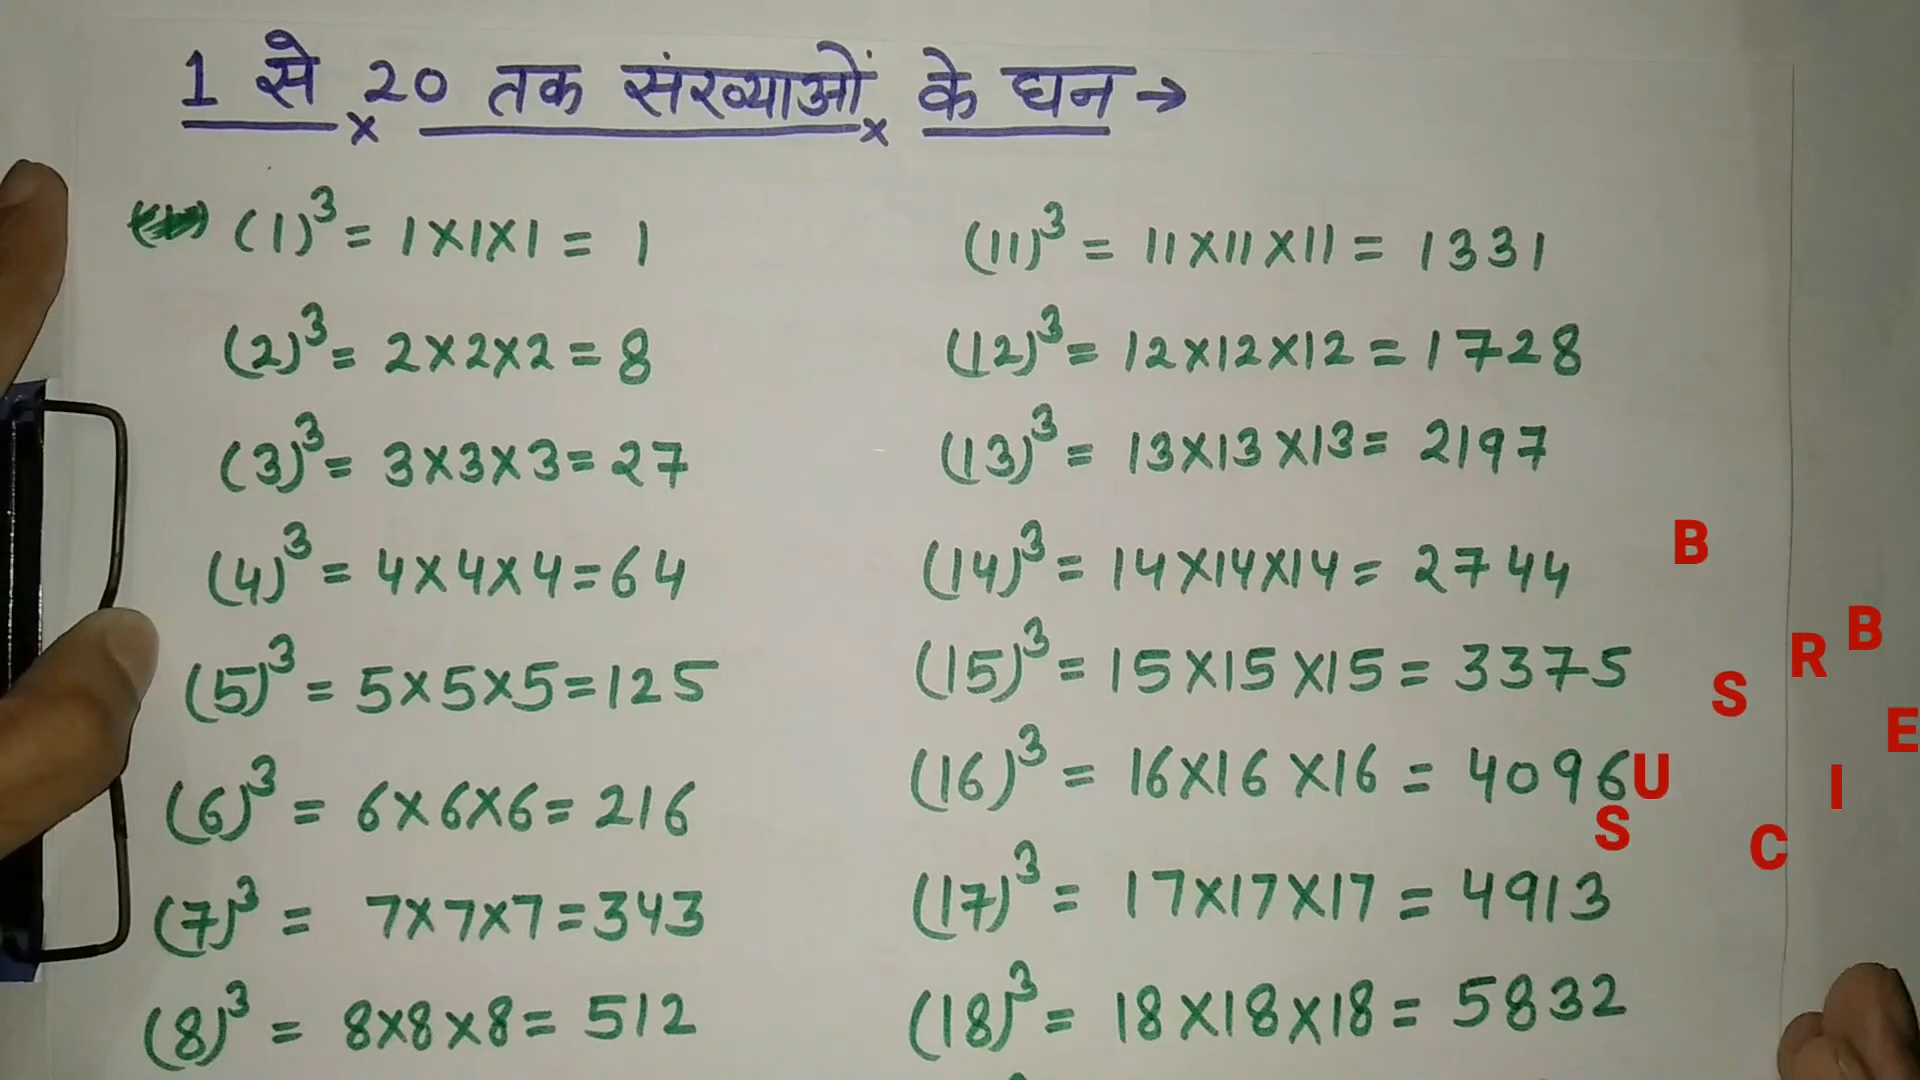 1 से 20 तक संख्याओं के घन →
(1)³ = 1×1×1 = 1
(2)³ = 2×2×2 = 8
(3)³ = 3×3×3 = 27
(4)³ = 4×4×4 = 64
(5)³ = 5×5×5 = 125
(6)³ = 6×6×6 = 216
(7)³ = 7×7×7 = 343
(8)³ = 8×8×8 = 512
(11)³ = 11×11×11 = 1331
(12)³ = 12×12×12 = 1728
(13)³ = 13×13×13 = 2197
(14)³ = 14×14×14 = 2744
(15)³ = 15×15×15 = 3375
(16)³ = 16×16×16 = 4096
(17)³ = 17×17×17 = 4913
(18)³ = 18×18×18 = 5832
S U B S C R I B E